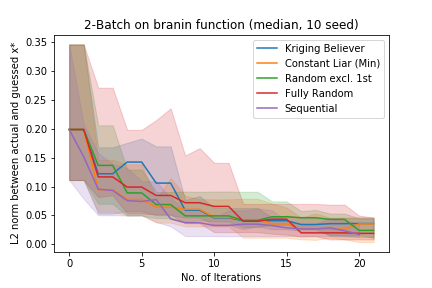 2-Batch on branin function (median, 10 seed)
L2 norm between actual and guessed x*
0.35
0.30
0.25
0.20
0.15
0.10
0.05
0.00
Kriging Believer
Constant Liar (Min)
Random excl. 1st
Fully Random
Sequential
0 5 10 15 20
No. of Iterations